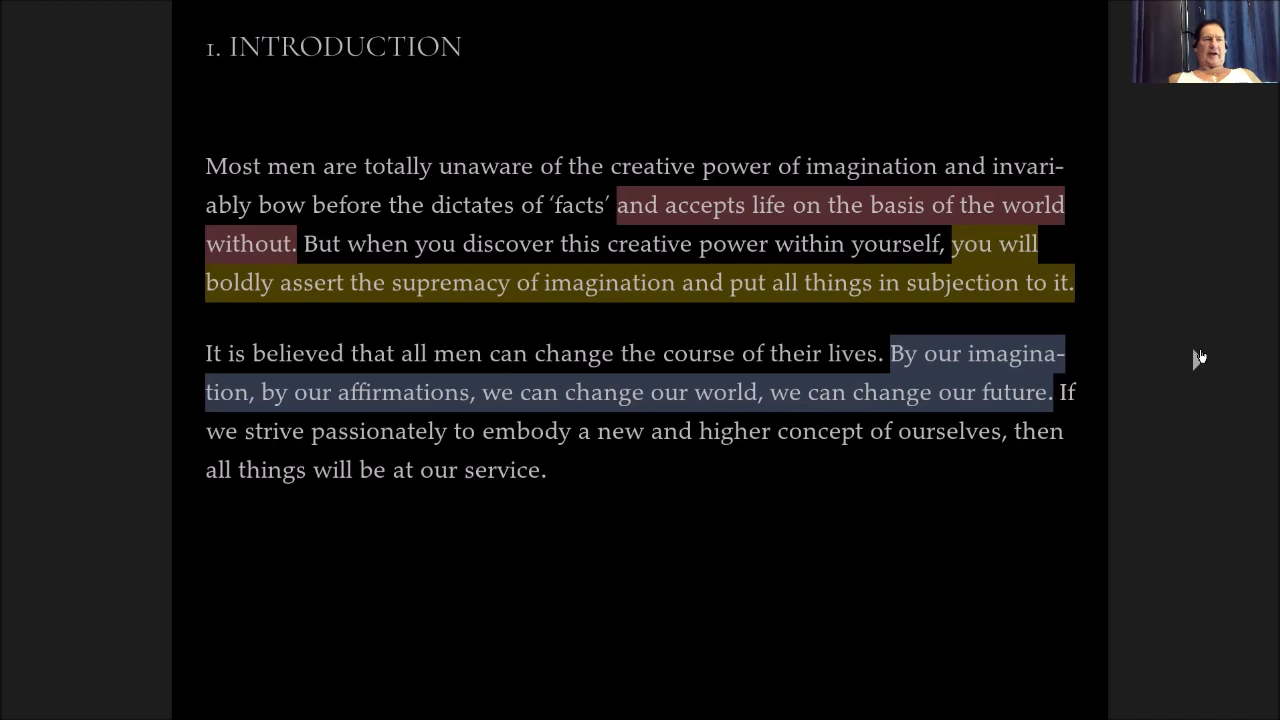 1. INTRODUCTION
Most men are totally unaware of the creative power of imagination and invari-
ably bow before the dictates of ‘facts’ and accepts life on the basis of the world
without. But when you discover this creative power within yourself, you will
boldly assert the supremacy of imagination and put all things in subjection to it.
It is believed that all men can change the course of their lives. By our imagina-
tion, by our affirmations, we can change our world, we can change our future. If
we strive passionately to embody a new and higher concept of ourselves, then
all things will be at our service.